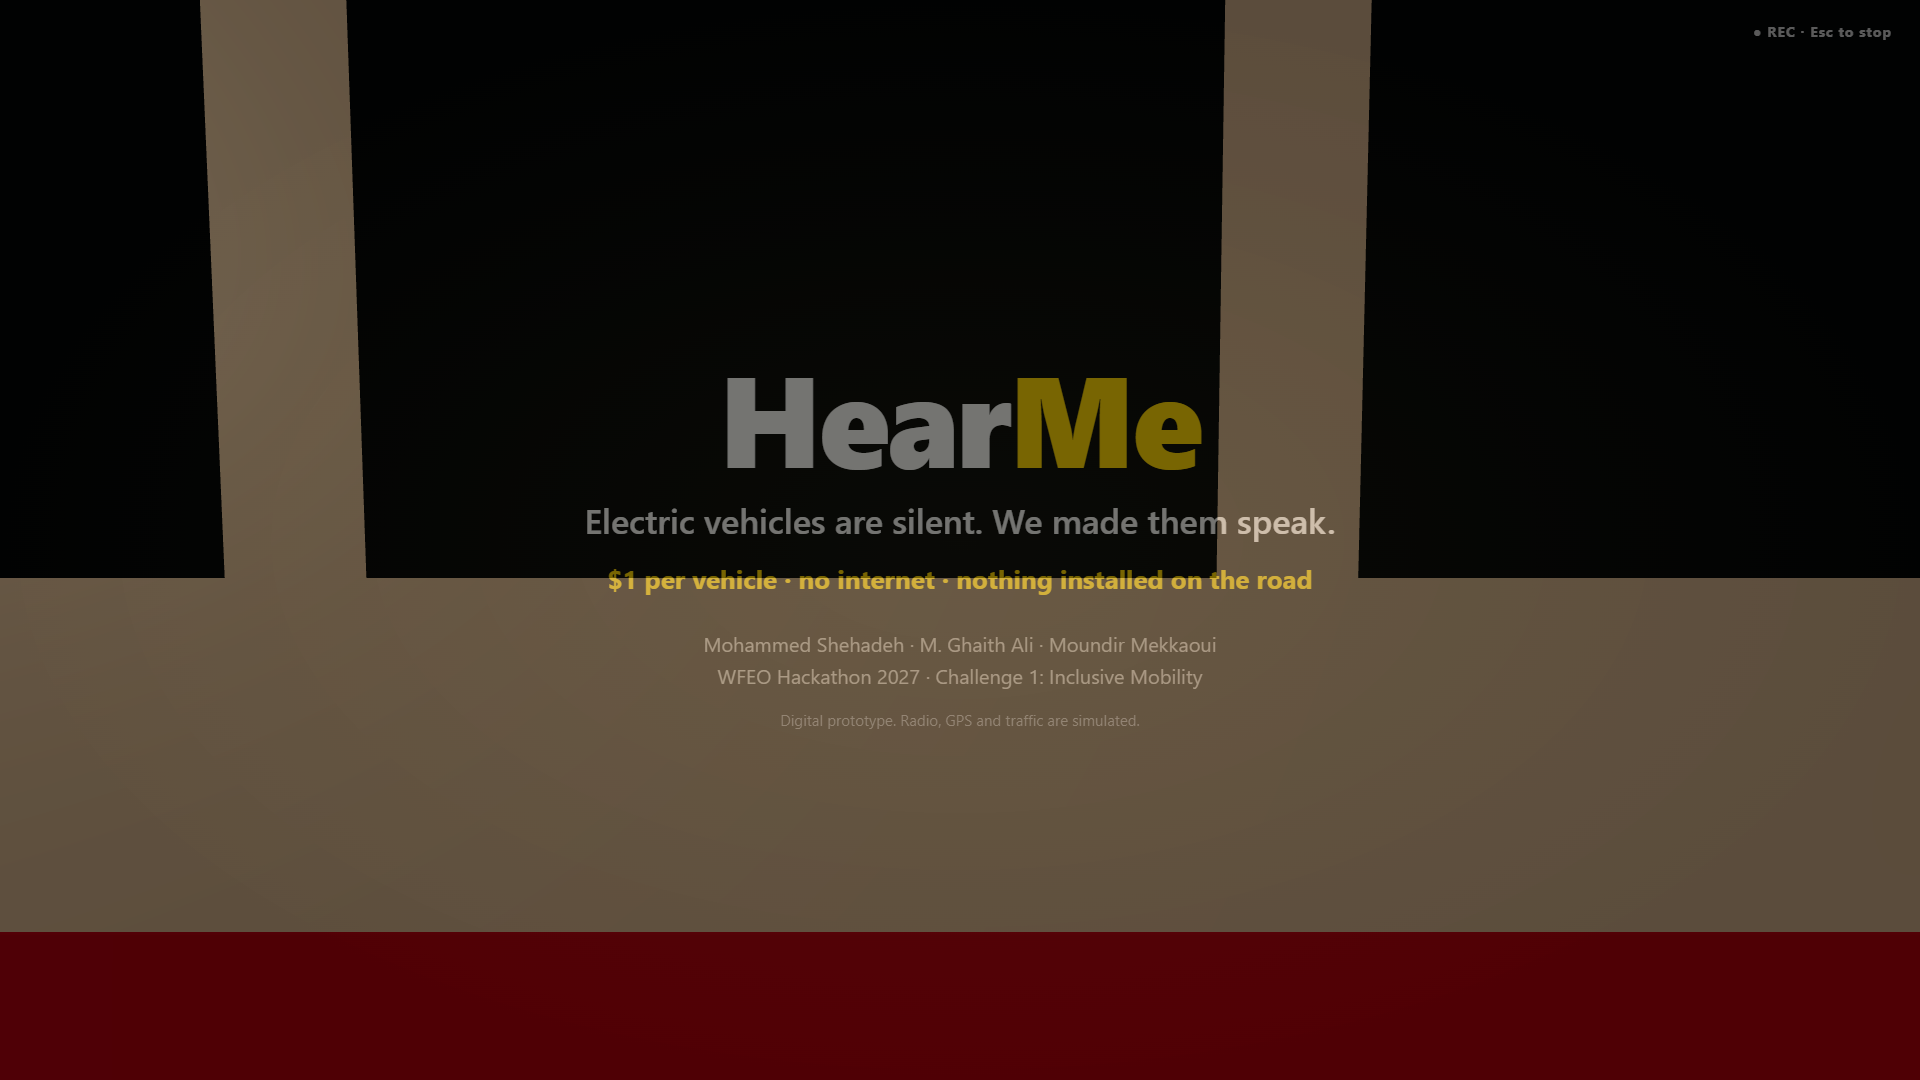 ● REC · Esc to stop
HearMe
Electric vehicles are silent. We made them speak.
$1 per vehicle · no internet · nothing installed on the road
Mohammed Shehadeh · M. Ghaith Ali · Moundir Mekkaoui
WFEO Hackathon 2027 · Challenge 1: Inclusive Mobility
Digital prototype. Radio, GPS and traffic are simulated.